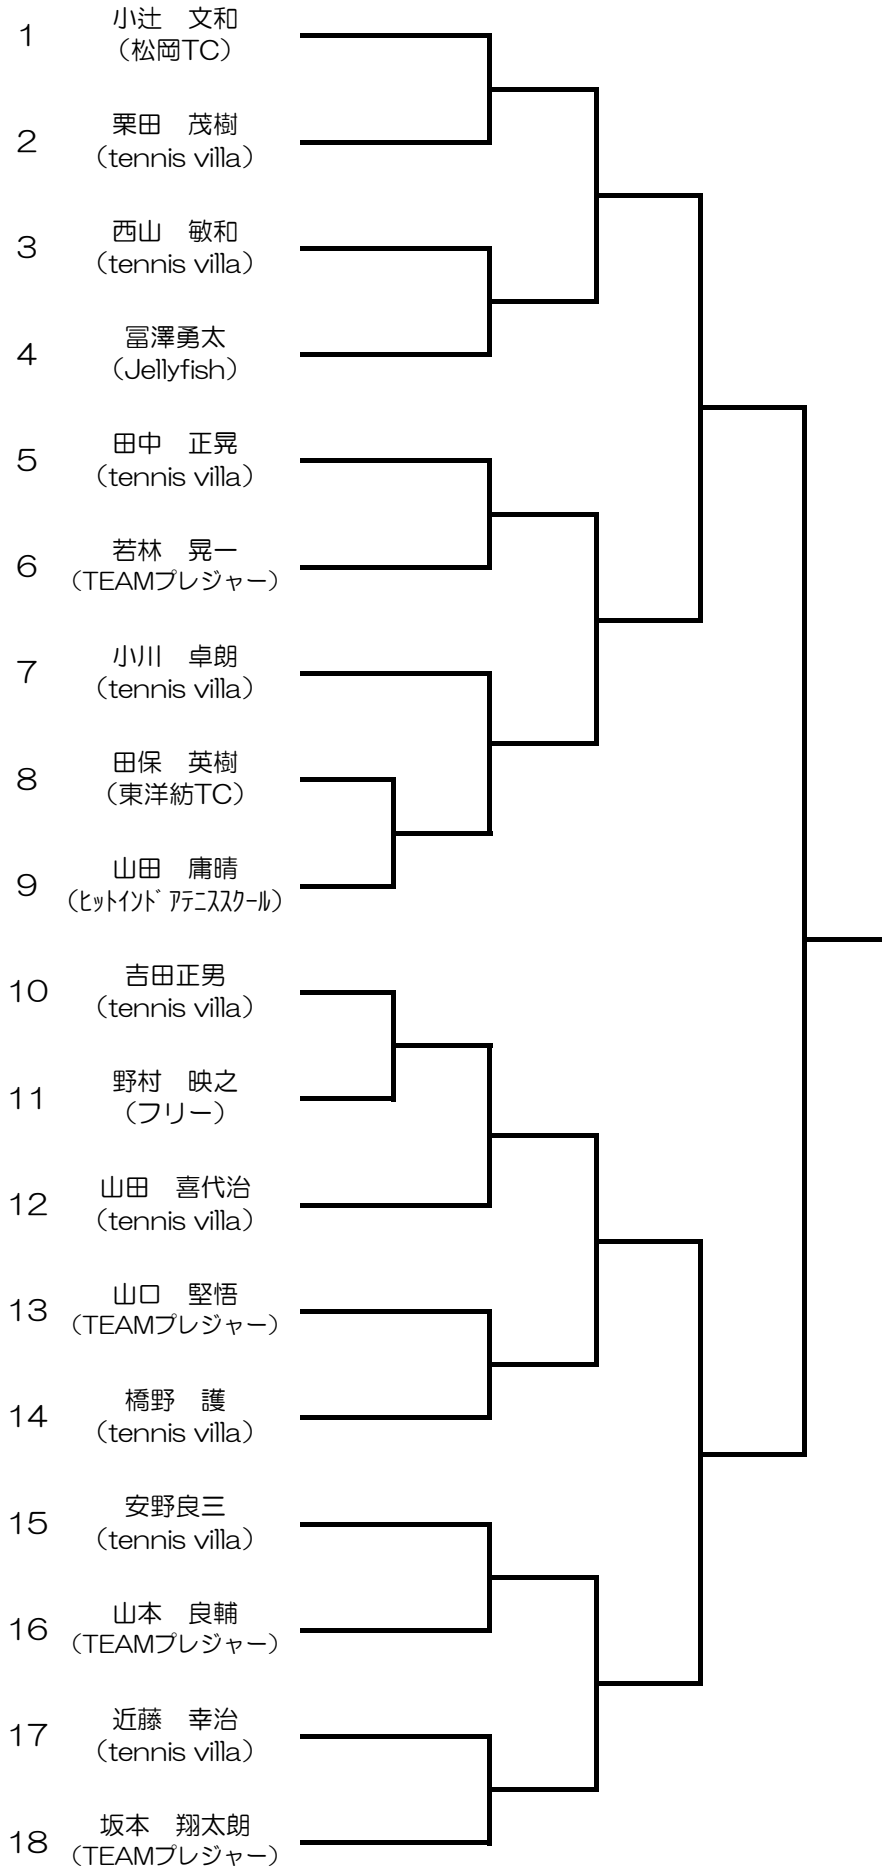 1 小辻　文和
（松岡TC）
2 栗田　茂樹
（tennis villa）
3 西山　敏和
（tennis villa）
4 冨澤勇太
（Jellyfish）
5 田中　正晃
（tennis villa）
6 若林　晃一
（TEAMプレジャー）
7 小川　卓朗
（tennis villa）
8 田保　英樹
（東洋紡TC）
9 山田　庸晴
（ﾋｯﾄｲﾝﾄﾞｱﾃﾆｽｽｸｰﾙ）
10 吉田正男
（tennis villa）
11 野村　映之
（フリー）
12 山田　喜代治
（tennis villa）
13 山口　堅悟
（TEAMプレジャー）
14 橋野　護
（tennis villa）
15 安野良三
（tennis villa）
16 山本　良輔
（TEAMプレジャー）
17 近藤　幸治
（tennis villa）
18 坂本　翔太朗
（TEAMプレジャー）